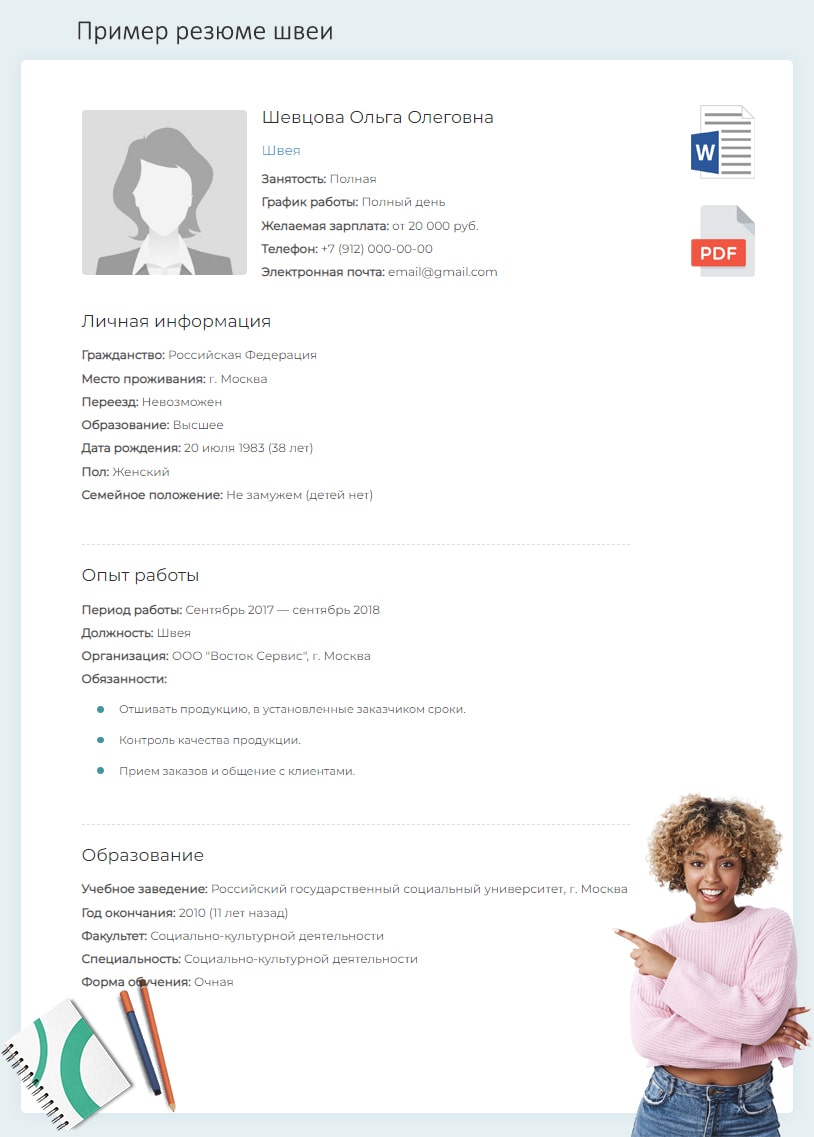 Пример резюме швеи
Шевцова Ольга Олеговна
Швея
Занятость: Полная
График работы: Полный день
Желаемая зарплата: от 20 000 руб.
Телефон: +7 (912) 000-00-00
Электронная почта: email@gmail.com
W
PDF
Личная информация
Гражданство: Российская Федерация
Место проживания: г. Москва
Переезд: Невозможен
Образование: Высшее
Дата рождения: 20 июля 1983 (38 лет)
Пол: Женский
Семейное положение: Не замужем (детей нет)
Опыт работы
Период работы: Сентябрь 2017 — сентябрь 2018
Должность: Швея
Организация: ООО "Восток Сервис", г. Москва
Обязанности:
Отшивать продукцию, в установленные заказчиком сроки.
Контроль качества продукции.
Прием заказов и общение с клиентами.
Образование
Учебное заведение: Российский государственный социальный университет, г. Москва
Год окончания: 2010 (11 лет назад)
Факультет: Социально-культурной деятельности
Специальность: Социально-культурной деятельности
Форма обучения: Очная